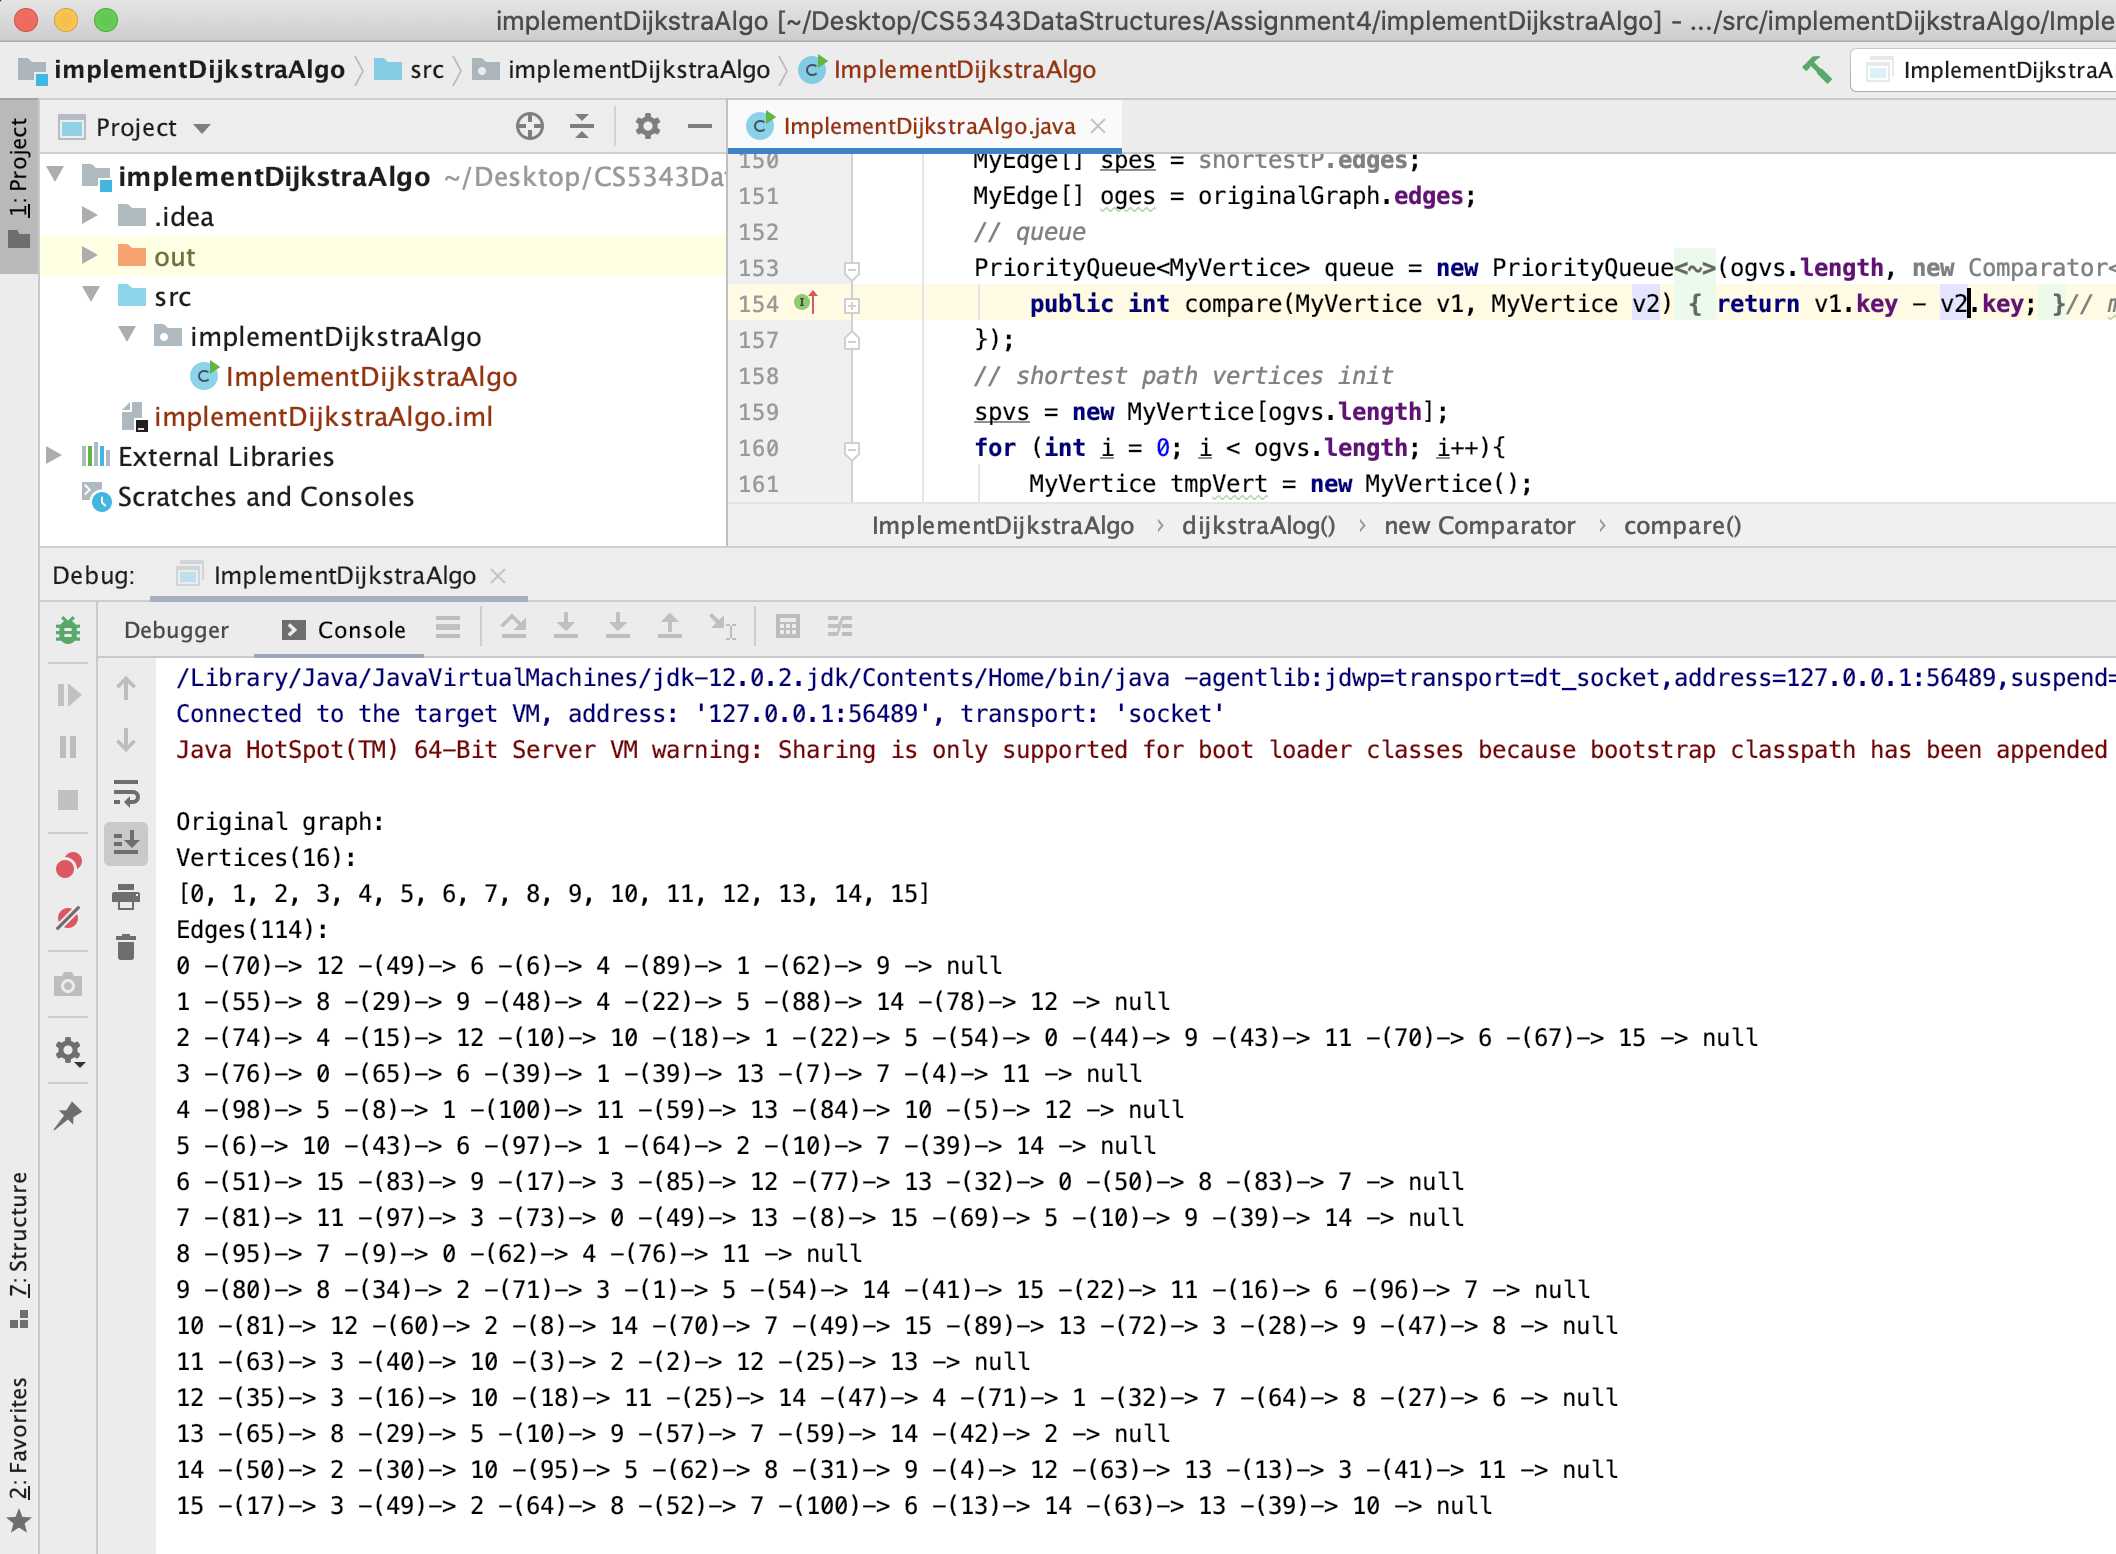 implementDijkstraAlgo [~/Desktop/CS5343DataStructures/Assignment4/implementDijkstraAlgo] - .../src/implementDijkstraAlgo/Imple
implementDijkstraAlgo src implementDijkstraAlgo ImplementDijkstraAlgo ImplementDijkstraA
1: Project
Project
ImplementDijkstraAlgo.java
implementDijkstraAlgo ~/Desktop/CS5343Da
.idea
out
src
implementDijkstraAlgo
ImplementDijkstraAlgo
implementDijkstraAlgo.iml
External Libraries
Scratches and Consoles
150 MyEdge[] spes = shortestP.edges;
151 MyEdge[] oges = originalGraph.edges;
152 // queue
153 PriorityQueue<MyVertice> queue = new PriorityQueue<~>(ogvs.length, new Comparator<
154 public int compare(MyVertice v1, MyVertice v2) { return v1.key - v2.key; }// m
157 });
158 // shortest path vertices init
159 spvs = new MyVertice[ogvs.length];
160 for (int i = 0; i < ogvs.length; i++){
161 MyVertice tmpVert = new MyVertice();
ImplementDijkstraAlgo › dijkstraAlog() › new Comparator › compare()
Debug: ImplementDijkstraAlgo
Debugger Console
/Library/Java/JavaVirtualMachines/jdk-12.0.2.jdk/Contents/Home/bin/java -agentlib:jdwp=transport=dt_socket,address=127.0.0.1:56489,suspend=
Connected to the target VM, address: '127.0.0.1:56489', transport: 'socket'
Java HotSpot(TM) 64-Bit Server VM warning: Sharing is only supported for boot loader classes because bootstrap classpath has been appended
Original graph:
Vertices(16):
[0, 1, 2, 3, 4, 5, 6, 7, 8, 9, 10, 11, 12, 13, 14, 15]
Edges(114):
0 -(70)-> 12 -(49)-> 6 -(6)-> 4 -(89)-> 1 -(62)-> 9 -> null
1 -(55)-> 8 -(29)-> 9 -(48)-> 4 -(22)-> 5 -(88)-> 14 -(78)-> 12 -> null
2 -(74)-> 4 -(15)-> 12 -(10)-> 10 -(18)-> 1 -(22)-> 5 -(54)-> 0 -(44)-> 9 -(43)-> 11 -(70)-> 6 -(67)-> 15 -> null
3 -(76)-> 0 -(65)-> 6 -(39)-> 1 -(39)-> 13 -(7)-> 7 -(4)-> 11 -> null
4 -(98)-> 5 -(8)-> 1 -(100)-> 11 -(59)-> 13 -(84)-> 10 -(5)-> 12 -> null
5 -(6)-> 10 -(43)-> 6 -(97)-> 1 -(64)-> 2 -(10)-> 7 -(39)-> 14 -> null
6 -(51)-> 15 -(83)-> 9 -(17)-> 3 -(85)-> 12 -(77)-> 13 -(32)-> 0 -(50)-> 8 -(83)-> 7 -> null
7 -(81)-> 11 -(97)-> 3 -(73)-> 0 -(49)-> 13 -(8)-> 15 -(69)-> 5 -(10)-> 9 -(39)-> 14 -> null
8 -(95)-> 7 -(9)-> 0 -(62)-> 4 -(76)-> 11 -> null
9 -(80)-> 8 -(34)-> 2 -(71)-> 3 -(1)-> 5 -(54)-> 14 -(41)-> 15 -(22)-> 11 -(16)-> 6 -(96)-> 7 -> null
10 -(81)-> 12 -(60)-> 2 -(8)-> 14 -(70)-> 7 -(49)-> 15 -(89)-> 13 -(72)-> 3 -(28)-> 9 -(47)-> 8 -> null
11 -(63)-> 3 -(40)-> 10 -(3)-> 2 -(2)-> 12 -(25)-> 13 -> null
12 -(35)-> 3 -(16)-> 10 -(18)-> 11 -(25)-> 14 -(47)-> 4 -(71)-> 1 -(32)-> 7 -(64)-> 8 -(27)-> 6 -> null
13 -(65)-> 8 -(29)-> 5 -(10)-> 9 -(57)-> 7 -(59)-> 14 -(42)-> 2 -> null
14 -(50)-> 2 -(30)-> 10 -(95)-> 5 -(62)-> 8 -(31)-> 9 -(4)-> 12 -(63)-> 13 -(13)-> 3 -(41)-> 11 -> null
15 -(17)-> 3 -(49)-> 2 -(64)-> 8 -(52)-> 7 -(100)-> 6 -(13)-> 14 -(63)-> 13 -(39)-> 10 -> null
7: Structure
2: Favorites